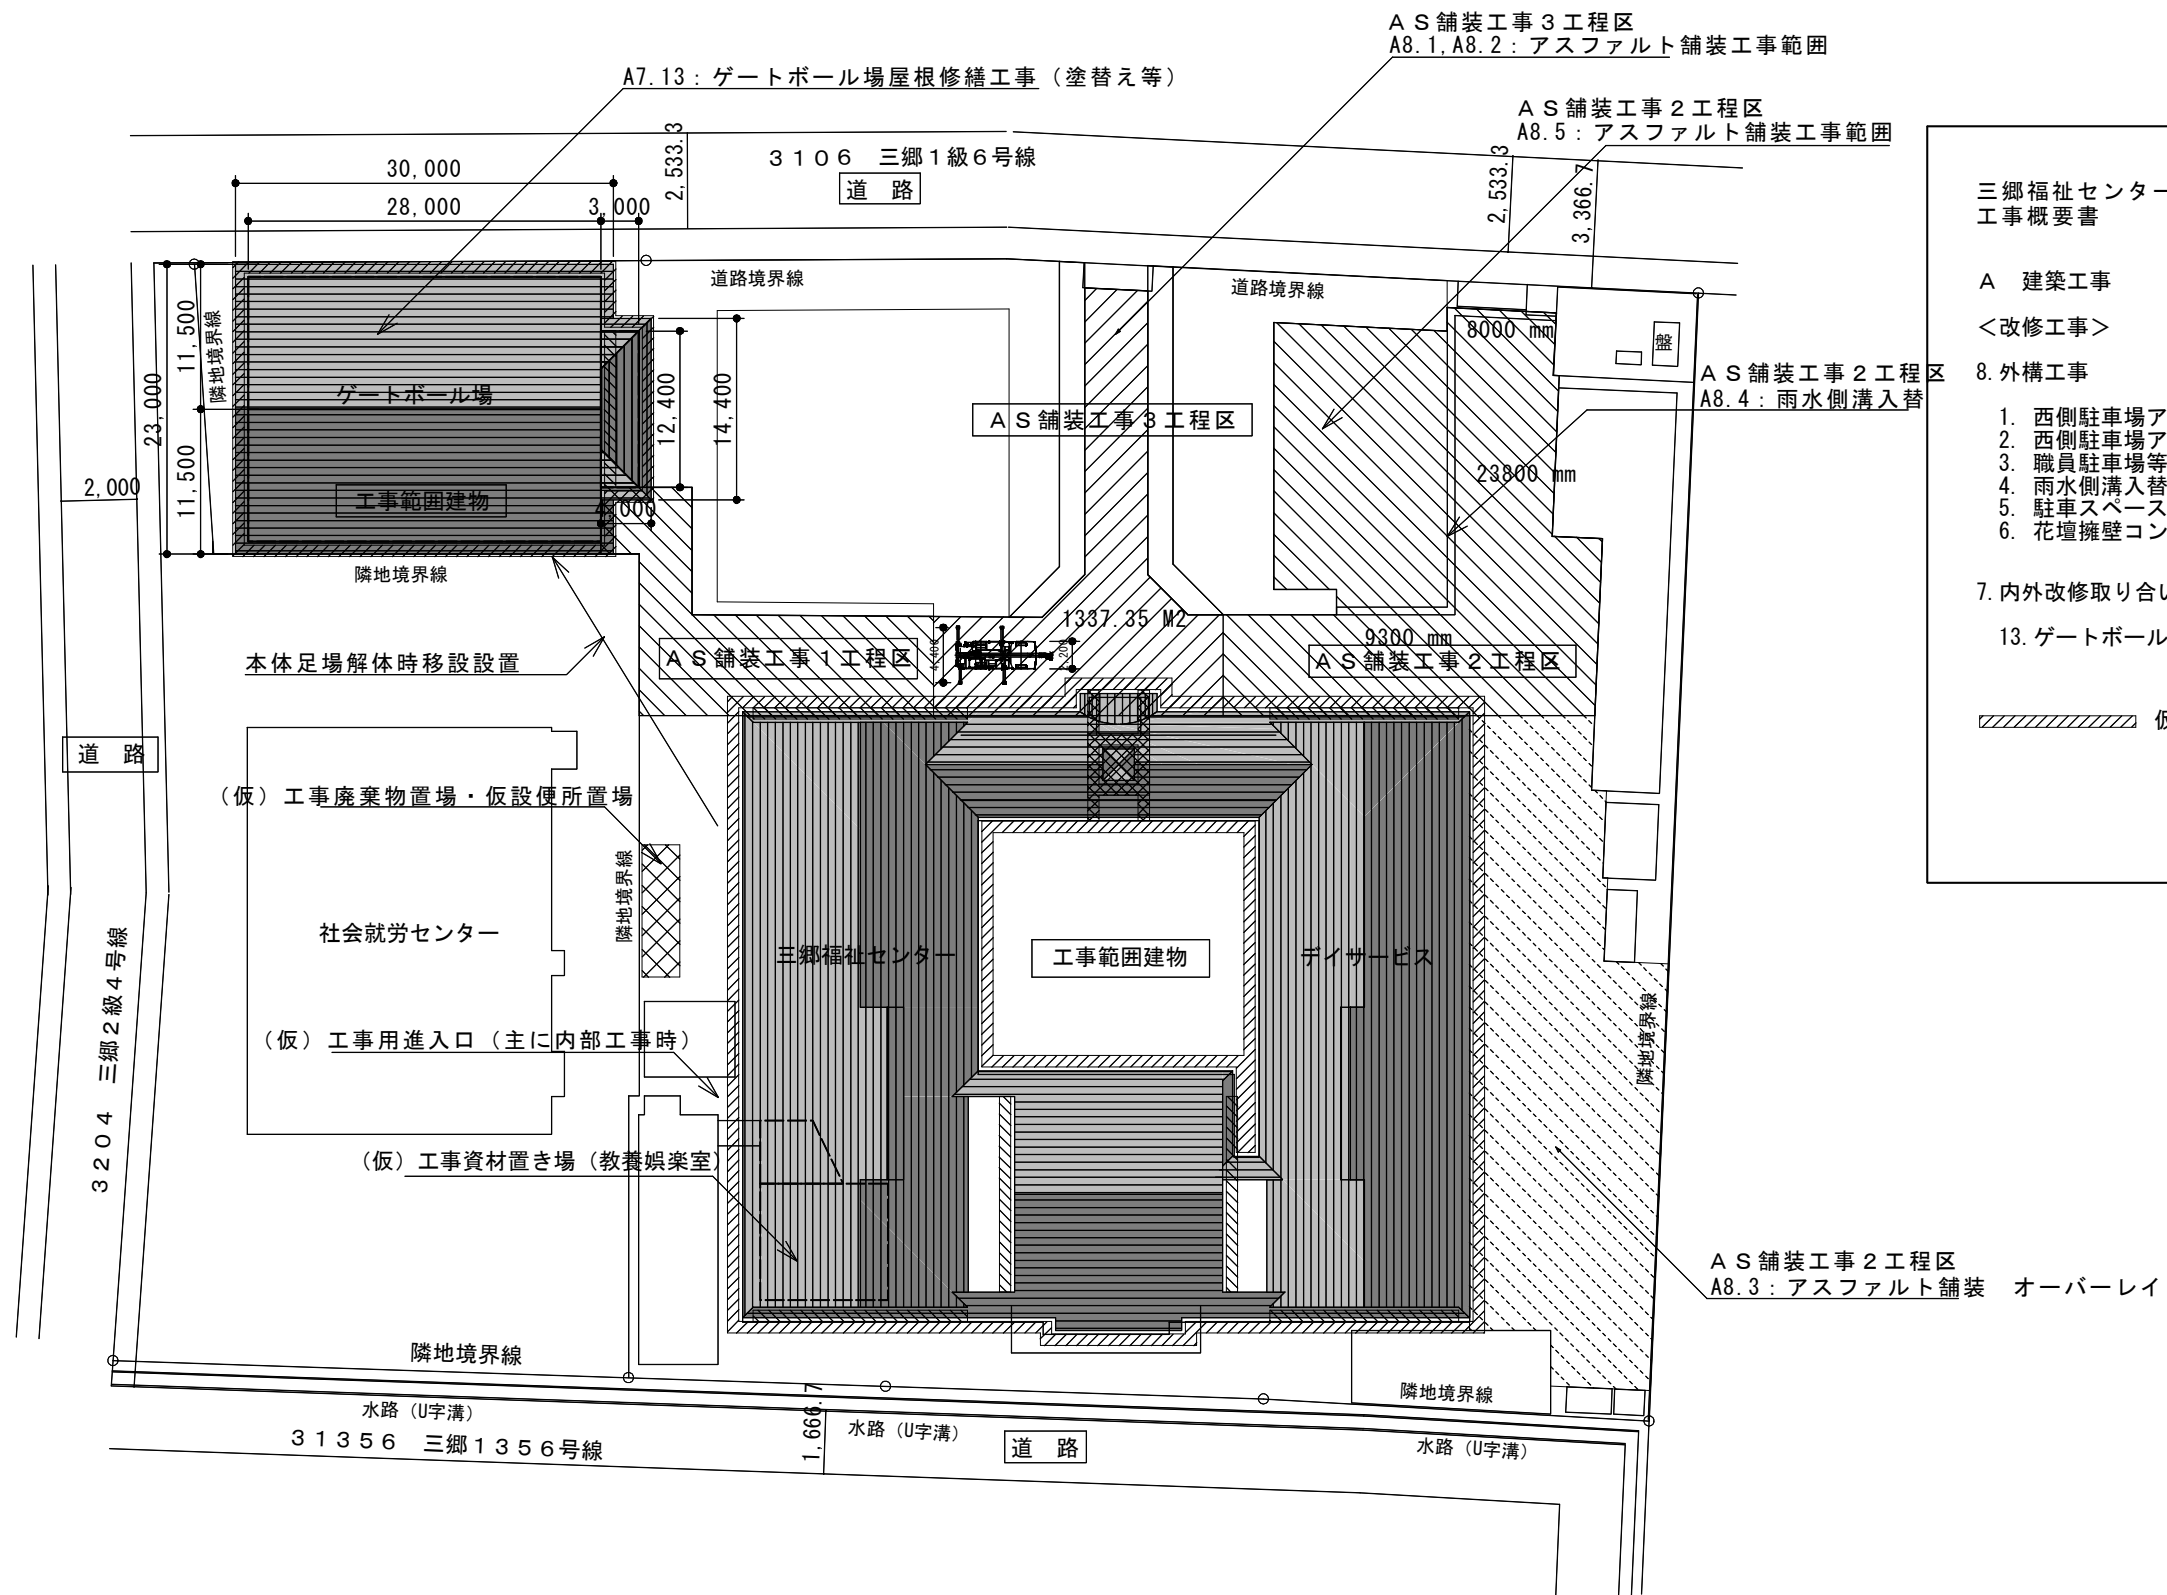 ＡＳ舗装工事３工程区
A8.1,A8.2：アスファルト舗装工事範囲
A7.13：ゲートボール場屋根修繕工事（塗替え等）
ＡＳ舗装工事２工程区
A8.5：アスファルト舗装工事範囲
３１０６　三郷１級６号線
道　路
2,533.3
2,533.3
3,366.7
30,000
28,000
3,000
三郷福祉センター
工事概要書
A　建築工事
＜改修工事＞
8.外構工事
1. 西側駐車場ア
2. 西側駐車場ア
3. 職員駐車場等
4. 雨水側溝入替
5. 駐車スペース
6. 花壇擁壁コン
7.内外改修取り合い
13.ゲートボール
仮
道路境界線
道路境界線
8000 mm
盤
ＡＳ舗装工事２工程区
A8.4：雨水側溝入替
23,000
11,500
11,500
隣地境界線
ゲートボール場
工事範囲建物
12,400
14,400
4,000
ＡＳ舗装工事３工程区
23800 mm
2,000
隣地境界線
1337.35 M2
9300 mm
本体足場解体時移設設置
ＡＳ舗装工事１工程区
ＡＳ舗装工事２工程区
道　路
（仮）工事廃棄物置場・仮設便所置場
隣地境界線
社会就労センター
三郷福祉センター
工事範囲建物
デイサービス
３２０４　三郷２級４号線
隣地境界線
（仮）工事用進入口（主に内部工事時）
（仮）工事資材置き場（教養娯楽室）
ＡＳ舗装工事２工程区
A8.3：アスファルト舗装　オーバーレイ
隣地境界線
隣地境界線
水路（U字溝）
1,666.7
水路（U字溝）
水路（U字溝）
３１３５６　三郷１３５６号線
道　路